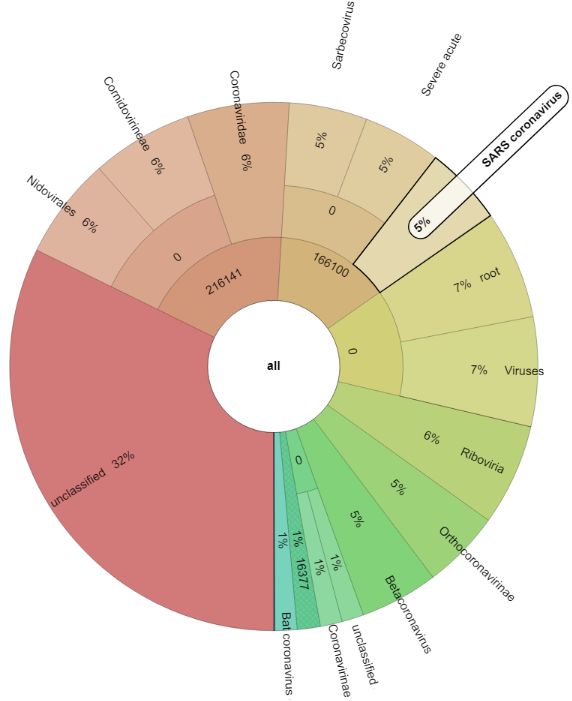 Sarbecovirus
5%
Severe acute
5%
SARS coronavirus
5%
Coronaviridae 6%
Cornidovirineae 6%
Nidovirales 6%
0
0
216141
166100
7% root
0
7% Viruses
all
6% Riboviria
5% Orthocoronavirinae
5% Betacoronavirus
unclassified 32%
0
1% unclassified
1% Coronavirinae
1% 16377
1% Bat coronavirus